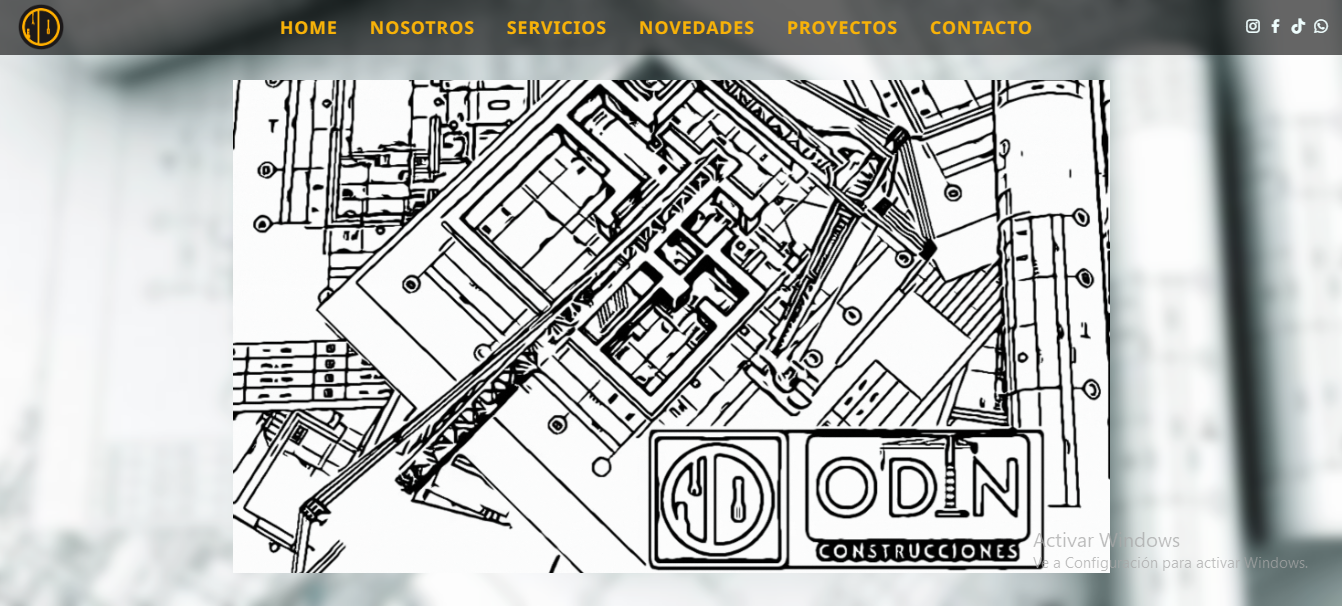 HOME NOSOTROS SERVICIOS NOVEDADES PROYECTOS CONTACTO
T
ODIN
CONSTRUCCIONES
Activar Windows
Ve a Configuración para activar Windows.